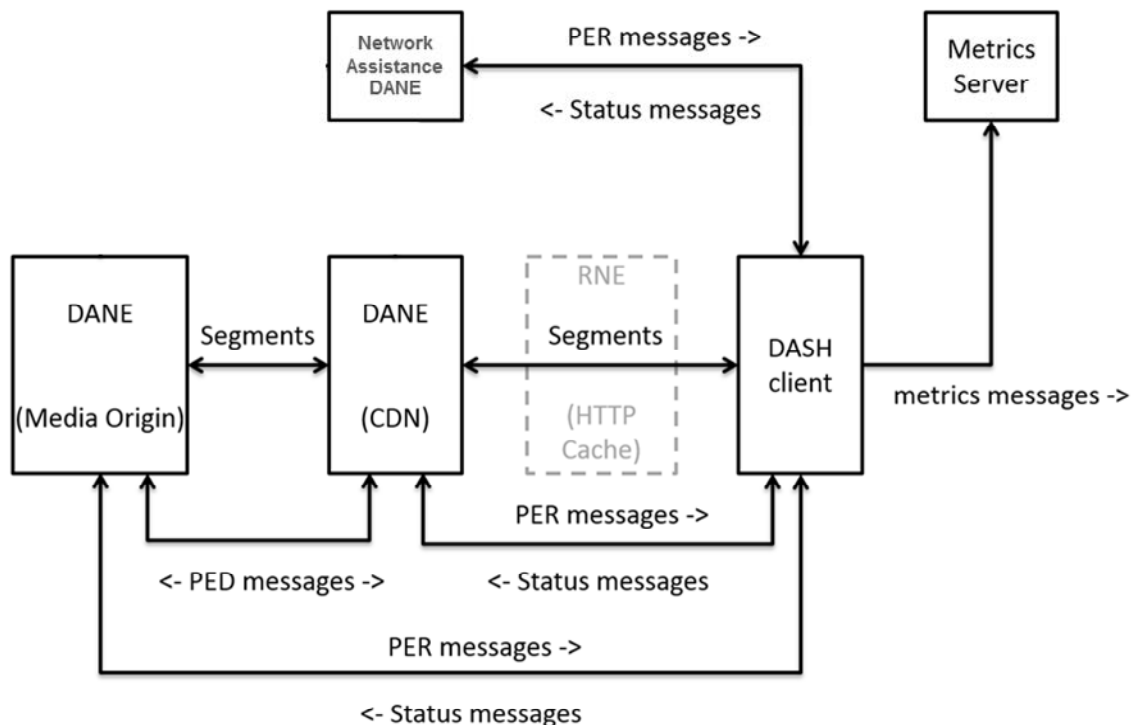 Network
Assistance
DANE
PER messages ->
<- Status messages
Metrics
Server
DANE
(Media Origin)
Segments
DANE
(CDN)
RNE
Segments
(HTTP
Cache)
DASH
client
metrics messages ->
PER messages ->
<- PED messages ->
<- Status messages
PER messages ->
<- Status messages